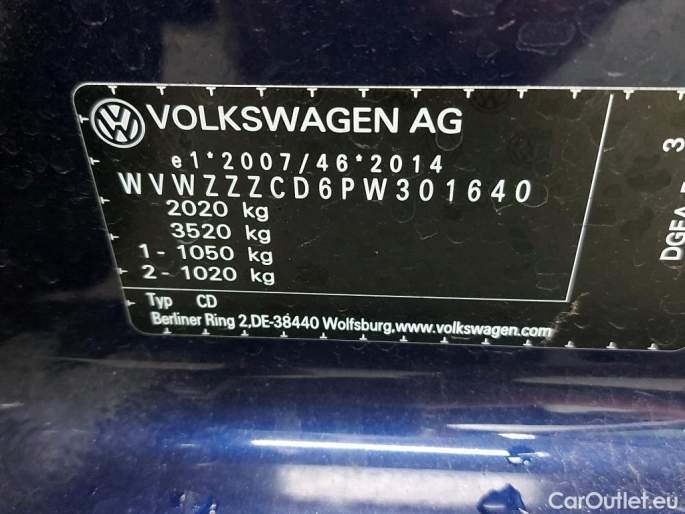 VOLKSWAGEN AG
e1*2007/46*2014
WVWZZZCD6PW301640
2020 kg
3520 kg
1- 1050 kg
2- 1020 kg
Typ CD
Berliner Ring 2,DE-38440 Wolfsburg,www.volkswagen.com
3
CarOutlet.eu